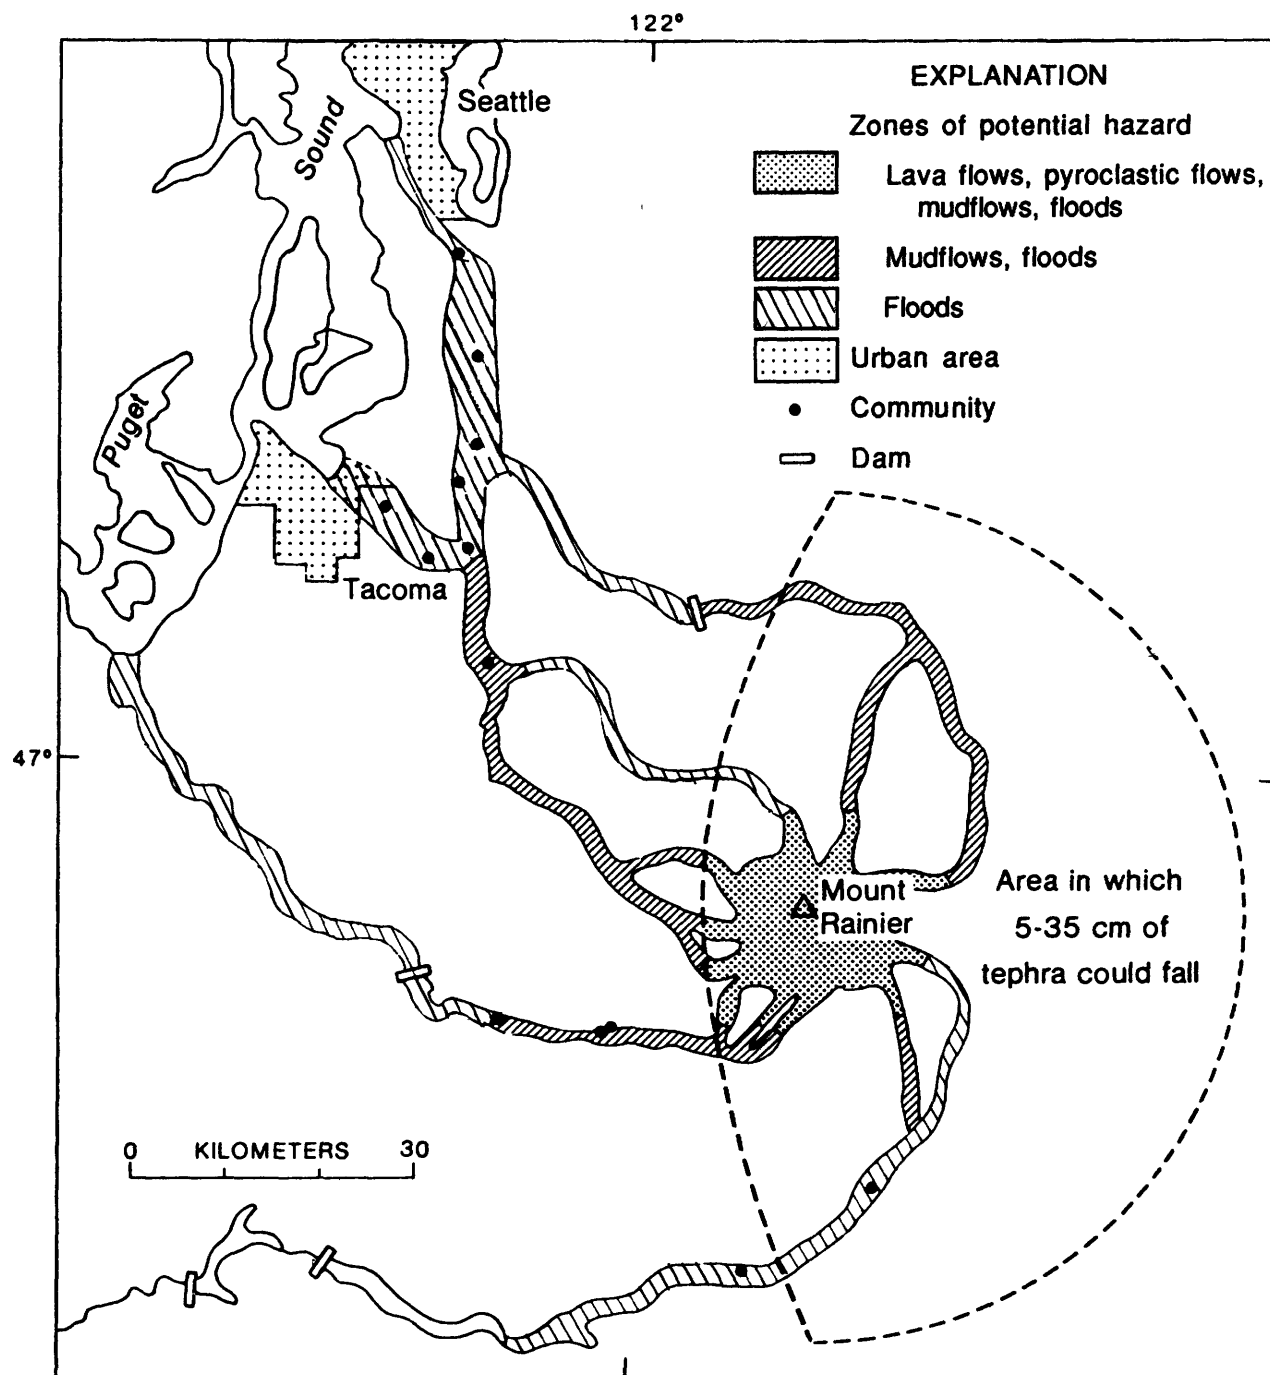 122°
EXPLANATION
Zones of potential hazard
Lava flows, pyroclastic flows,
mudflows, floods
Mudflows, floods
Floods
Urban area
Community
Dam
Seattle
Sound
Puget
Tacoma
47°
Mount
Rainier
Area in which
5-35 cm of
tephra could fall
0 KILOMETERS 30